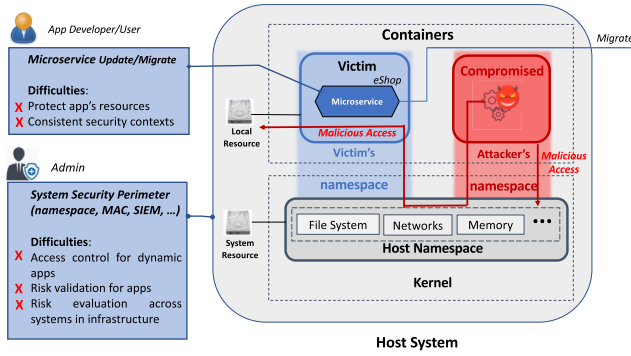 App Developer/User
Microservice Update/Migrate
Difficulties:
X Protect app's resources
X Consistent security contexts
Admin
System Security Perimeter
(namespace, MAC, SIEM, …)
Difficulties:
X Access control for dynamic
apps
X Risk validation for apps
X Risk evaluation across
systems in infrastructure
Containers
Migrate
Victim
eShop
Microservice
Compromised
Local
Resource
Malicious Access
Victim's
namespace
Attacker's
namespace
Malicious
Access
System
Resource
File System
Networks
Memory
•••
Host Namespace
Kernel
Host System